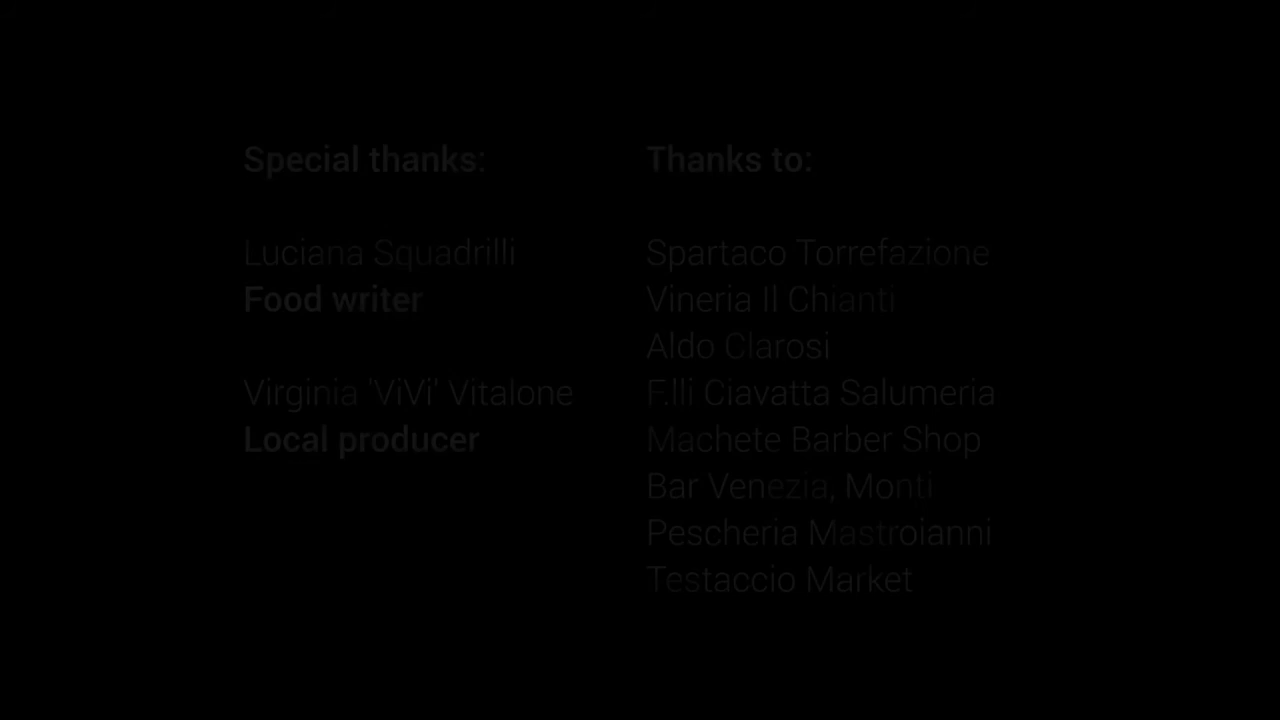 Special thanks:
Luciana Squadrilli
Food writer
Virginia 'ViVi' Vitalone
Local producer
Thanks to:
Spartaco Torrefazione
Vineria Il Chianti
Aldo Clarosi
F.lli Ciavatta Salumeria
Machete Barber Shop
Bar Venezia, Monti
Pescheria Mastroianni
Testaccio Market